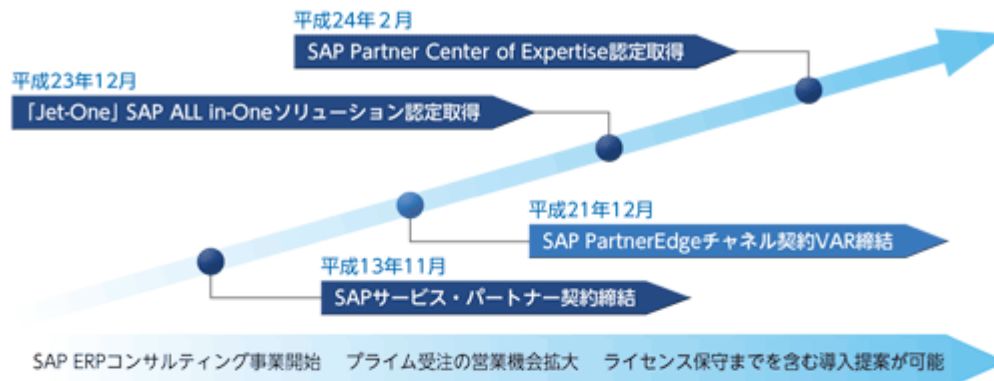 平成24年2月
SAP Partner Center of Expertise認定取得
平成23年12月
「Jet-One」SAP ALL in-Oneソリューション認定取得
平成21年12月
SAP PartnerEdgeチャネル契約VAR締結
平成13年11月
SAPサービス・パートナー契約締結
SAP ERPコンサルティング事業開始 プライム受注の営業機会拡大 ライセンス保守までを含む導入提案が可能